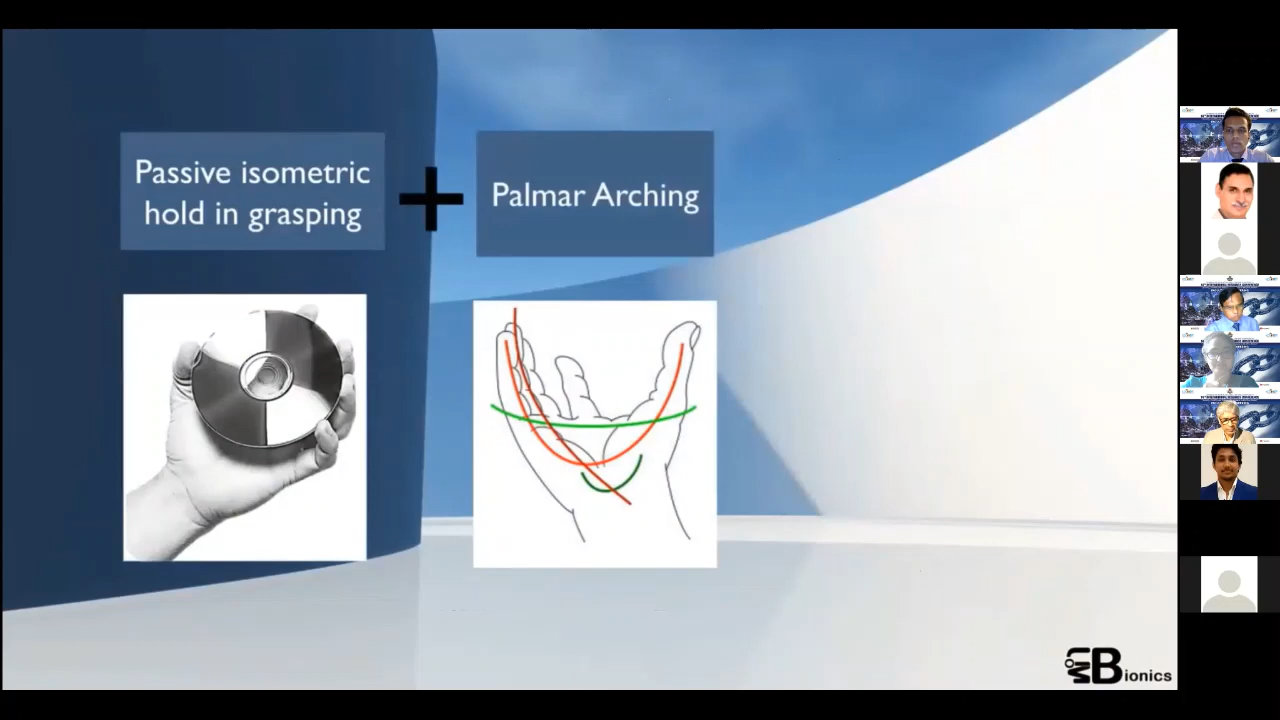 Passive isometric
hold in grasping
+
Palmar Arching
Bionics